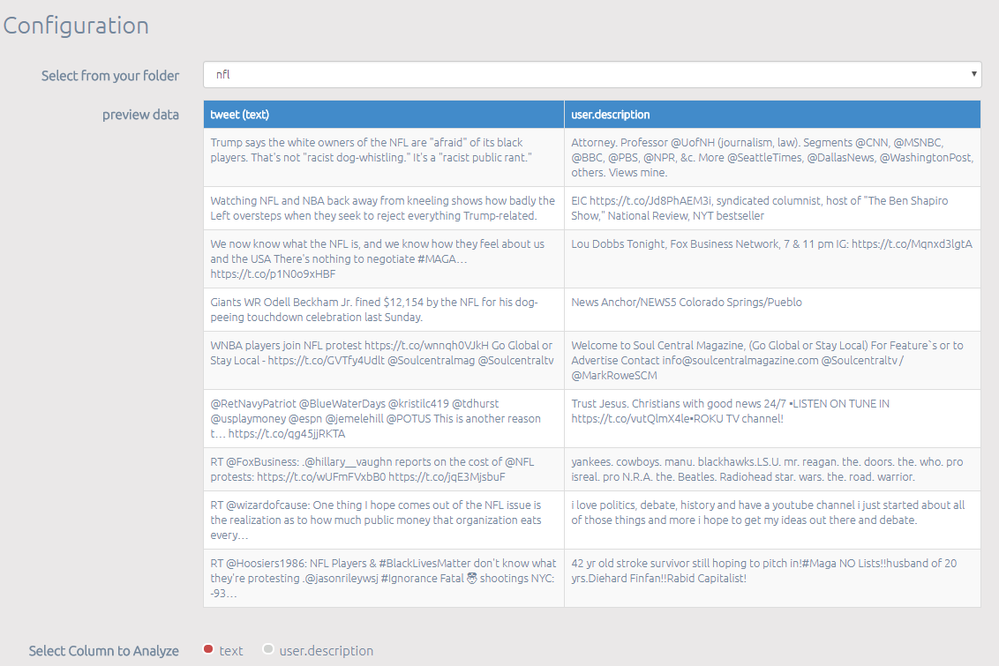 Configuration
Select from your folder
nfl
preview data
tweet (text)
user.description
Trump says the white owners of the NFL are "afraid" of its black
players. That's not "racist dog-whistling." It's a "racist public rant."
Attorney. Professor @UofNH (journalism, law). Segments @CNN, @MSNBC,
@BBC, @PBS, @NPR, &c. More @SeattleTimes, @DallasNews, @WashingtonPost,
others. Views mine.
Watching NFL and NBA back away from kneeling shows how badly the
Left oversteps when they seek to reject everything Trump-related.
EIC https://t.co/Jd8PhAEM3i, syndicated columnist, host of "The Ben Shapiro
Show," National Review, NYT bestseller
We now know what the NFL is, and we know how they feel about us
and the USA There's nothing to negotiate #MAGA…
https://t.co/p1N0o9xHBF
Lou Dobbs Tonight, Fox Business Network, 7 & 11 pm IG: https://t.co/Mqnxd3lgtA
Giants WR Odell Beckham Jr. fined $12,154 by the NFL for his dog-
peeing touchdown celebration last Sunday.
News Anchor/NEWS5 Colorado Springs/Pueblo
WNBA players join NFL protest https://t.co/wnnqh0VJkH Go Global or
Stay Local - https://t.co/GVTfy4Udlt @Soulcentralmag @Soulcentraltv
Welcome to Soul Central Magazine, (Go Global or Stay Local) For Feature`s or to
Advertise Contact info@soulcentralmagazine.com @Soulcentraltv /
@MarkRoweSCM
@RetNavyPatriot @BlueWaterDays @kristilc419 @tdhurst
@usplaymoney @espn @jemelehill @POTUS This is another reason
t… https://t.co/qg45jjRKTA
Trust Jesus. Christians with good news 24/7 •LISTEN ON TUNE IN
https://t.co/vutQlmX4le•ROKU TV channel!
RT @FoxBusiness: .@hillary__vaughn reports on the cost of @NFL
protests: https://t.co/wUFmFVxbB0 https://t.co/jqE3MjsbuF
yankees. cowboys. manu. blackhawks.LS.U. mr. reagan. the. doors. the. who. pro
isreal. pro N.R.A. the. Beatles. Radiohead star. wars. the. road. warrior.
RT @wizardofcause: One thing I hope comes out of the NFL issue is
the realization as to how much public money that organization eats
every…
i love politics, debate, history and have a youtube channel i just started about all
of those things and more i hope to get my ideas out there and debate.
RT @Hoosiers1986: NFL Players & #BlackLivesMatter don't know what
they're protesting .@jasonrileywsj #Ignorance Fatal shootings NYC:
-93…
42 yr old stroke survivor still hoping to pitch in!#Maga NO Lists!!husband of 20
yrs.Diehard Finfan!!Rabid Capitalist!
Select Column to Analyze
text
user.description